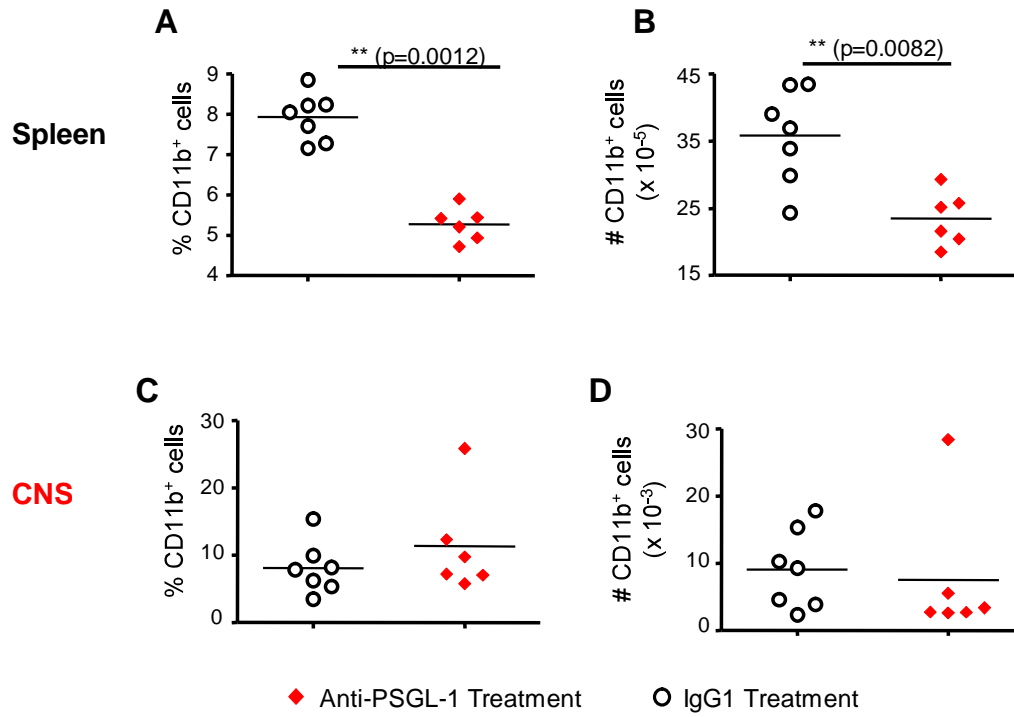 A
** (p=0.0012)
% CD11b⁺ cells
9
8
7
6
5
4
B
** (p=0.0082)
# CD11b⁺ cells
(x 10⁻⁵)
45
35
25
15
Spleen
C
% CD11b⁺ cells
30
20
10
0
D
# CD11b⁺ cells
(x 10⁻³)
30
20
10
0
CNS
Anti-PSGL-1 Treatment
IgG1 Treatment